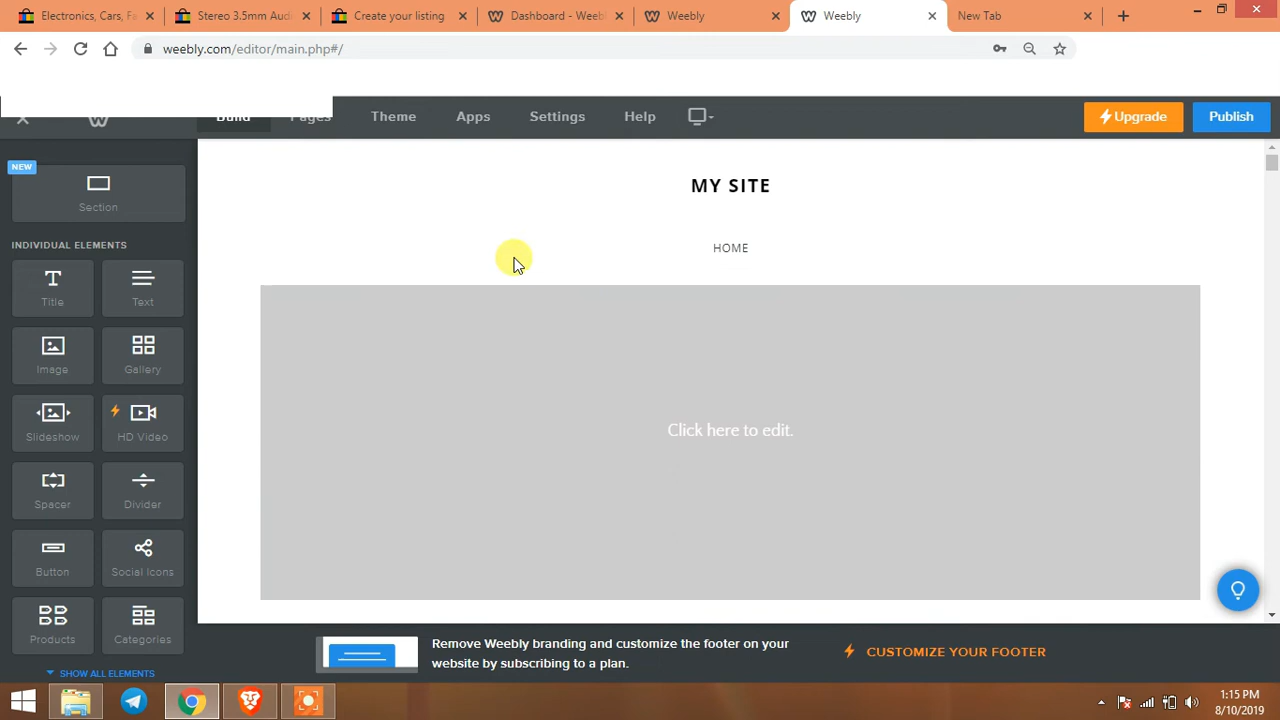 Electronics, Cars, Fa
Stereo 3.5mm Audi
Create your listing
Dashboard - Weeb
Weebly
Weebly
New Tab
weebly.com/editor/main.php#/
Build
Pages
Theme
Apps
Settings
Help
Upgrade
Publish
NEW
Section
INDIVIDUAL ELEMENTS
Title
Text
Image
Gallery
Slideshow
HD Video
Spacer
Divider
Button
Social Icons
Products
Categories
SHOW ALL ELEMENTS
MY SITE
HOME
Click here to edit.
Remove Weebly branding and customize the footer on your
website by subscribing to a plan.
CUSTOMIZE YOUR FOOTER
1:15 PM
8/10/2019